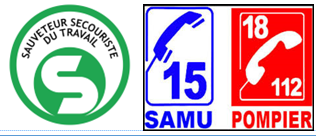 SAUVETEUR SECOURISTE
DU TRAVAIL
S
15
SAMU
18
112
POMPIER